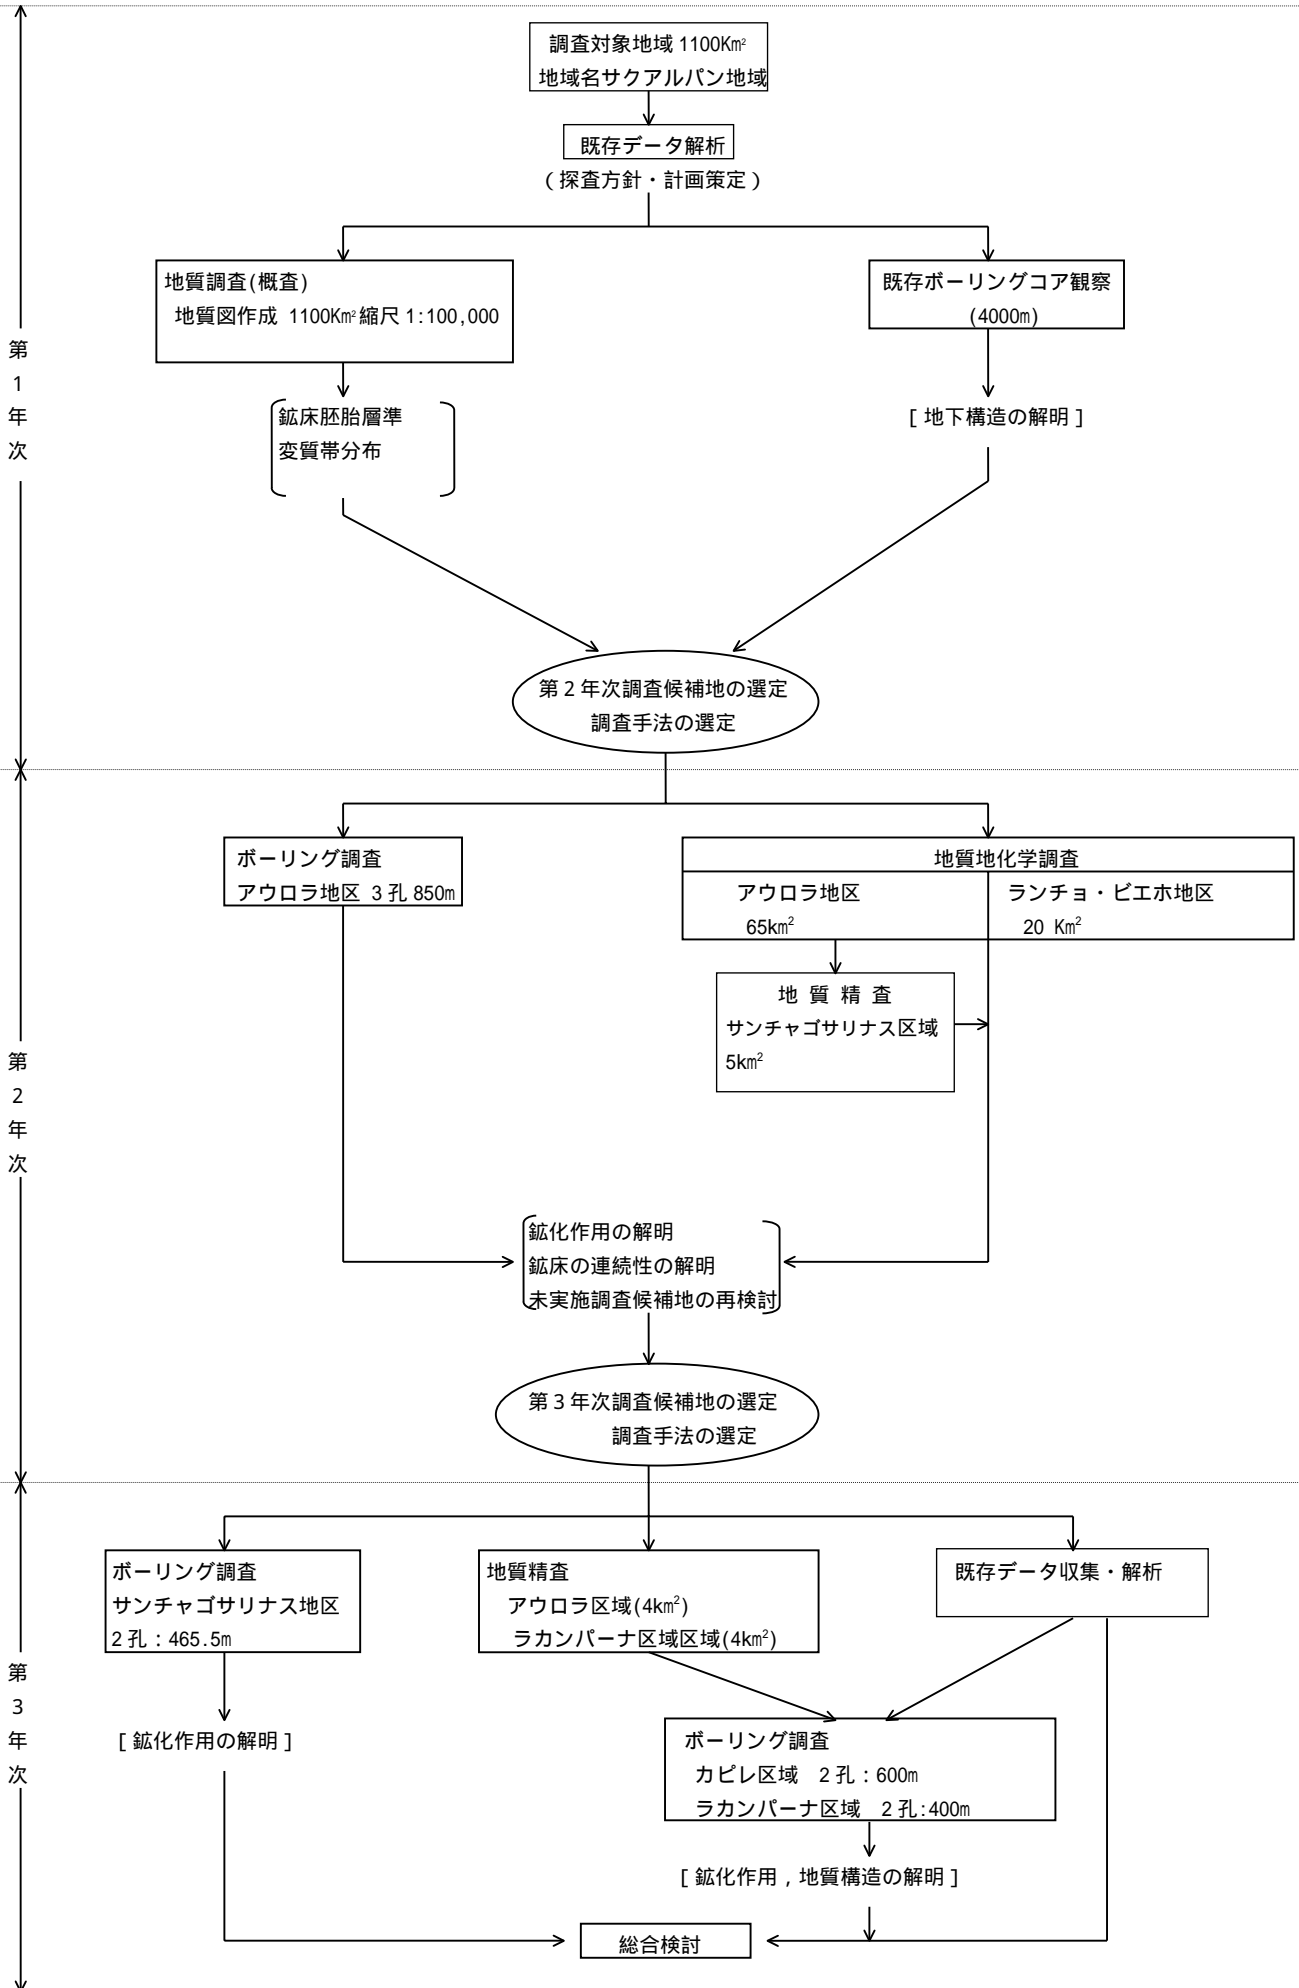 調査対象地域 1100K㎡
地域名サクアルパン地域
既存データ解析
（探査方針・計画策定）
地質調査(概査)
地質図作成 1100K㎡縮尺 1:100,000
既存ボーリングコア観察
(4000m)
鉱床胚胎層準
変質帯分布
[ 地下構造の解明 ]
第２年次調査候補地の選定
調査手法の選定
第
1
年
次
ボーリング調査
アウロラ地区 3 孔 850m
地質地化学調査
アウロラ地区
65km²
ランチョ・ビエホ地区
20 Km²
地 質 精 査
サンチャゴサリナス区域
5km²
鉱化作用の解明
鉱床の連続性の解明
未実施調査候補地の再検討
第３年次調査候補地の選定
調査手法の選定
第
2
年
次
ボーリング調査
サンチャゴサリナス地区
2 孔：465.5m
地質精査
アウロラ区域(4km²)
ラカンパーナ区域区域(4km²)
既存データ収集・解析
[ 鉱化作用の解明 ]
ボーリング調査
カピレ区域　2 孔：600m
ラカンパーナ区域　2 孔:400m
[ 鉱化作用，地質構造の解明 ]
総合検討
第
3
年
次